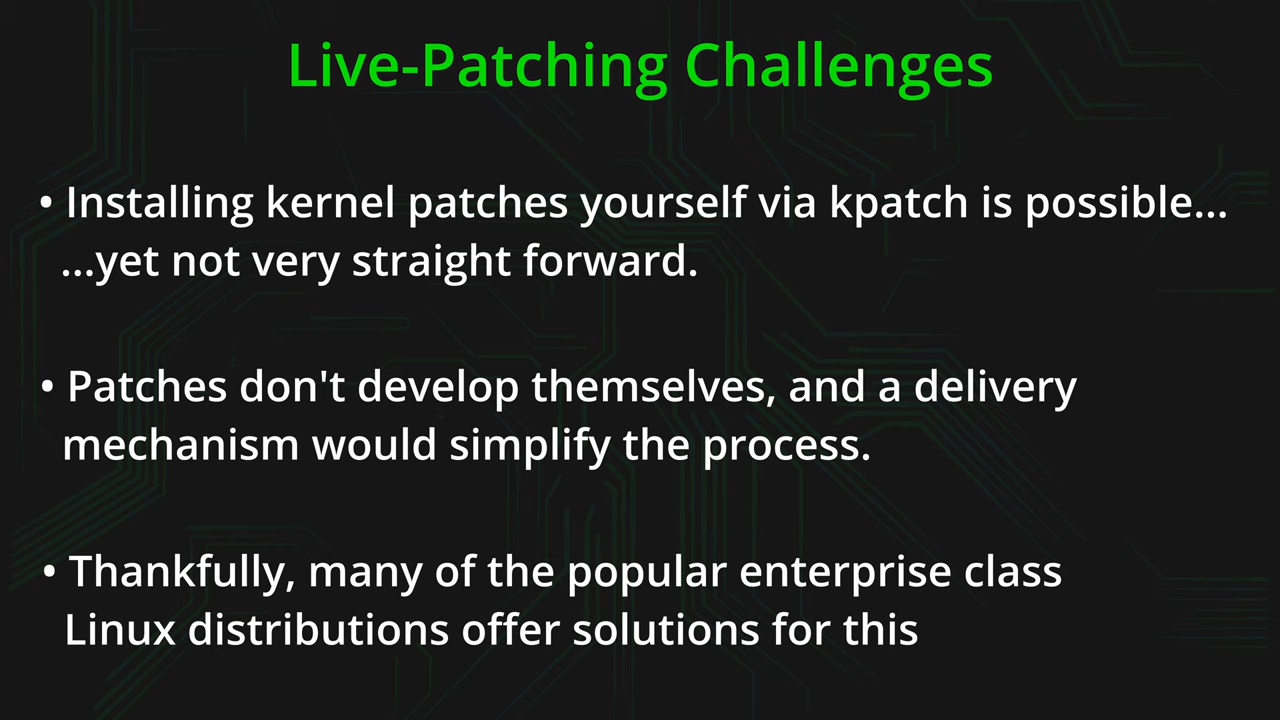 Live-Patching Challenges
• Installing kernel patches yourself via kpatch is possible...
...yet not very straight forward.
• Patches don't develop themselves, and a delivery
mechanism would simplify the process.
• Thankfully, many of the popular enterprise class
Linux distributions offer solutions for this